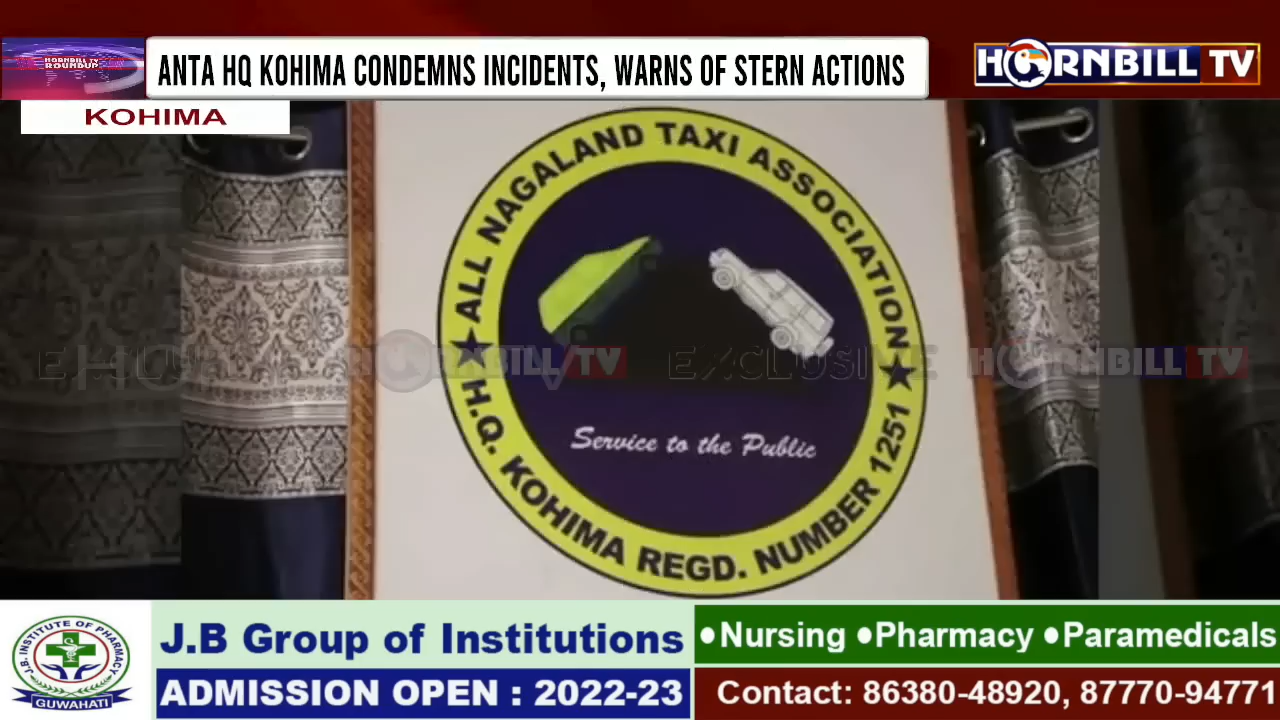 HORNBILL TV
ROUNDUP
ANTA HQ KOHIMA CONDEMNS INCIDENTS, WARNS OF STERN ACTIONS
HORNBILL TV
KOHIMA
ALL NAGALAND TAXI ASSOCIATION
H.Q. KOHIMA REGD. NUMBER 1251
Service to the Public
HORNBILL TV
EXCLUSIVE
HORNBILL TV
J.B. INSTITUTE OF PHARMACY
GUWAHATI
J.B Group of Institutions
ADMISSION OPEN : 2022-23
•Nursing •Pharmacy •Paramedicals
Contact: 86380-48920, 87770-94771